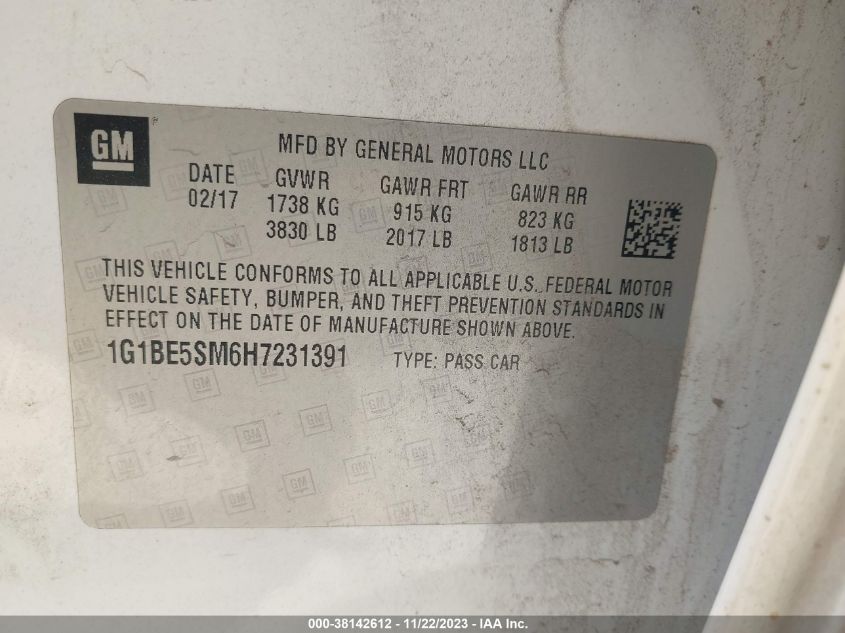 GM
MFD BY GENERAL MOTORS LLC
DATE GVWR GAWR FRT GAWR RR
02/17 1738 KG 915 KG 823 KG
3830 LB 2017 LB 1813 LB
THIS VEHICLE CONFORMS TO ALL APPLICABLE U.S. FEDERAL MOTOR
VEHICLE SAFETY, BUMPER, AND THEFT PREVENTION STANDARDS IN
EFFECT ON THE DATE OF MANUFACTURE SHOWN ABOVE.
1G1BE5SM6H7231391 TYPE: PASS CAR
000-38142612 - 11/22/2023 - IAA Inc.